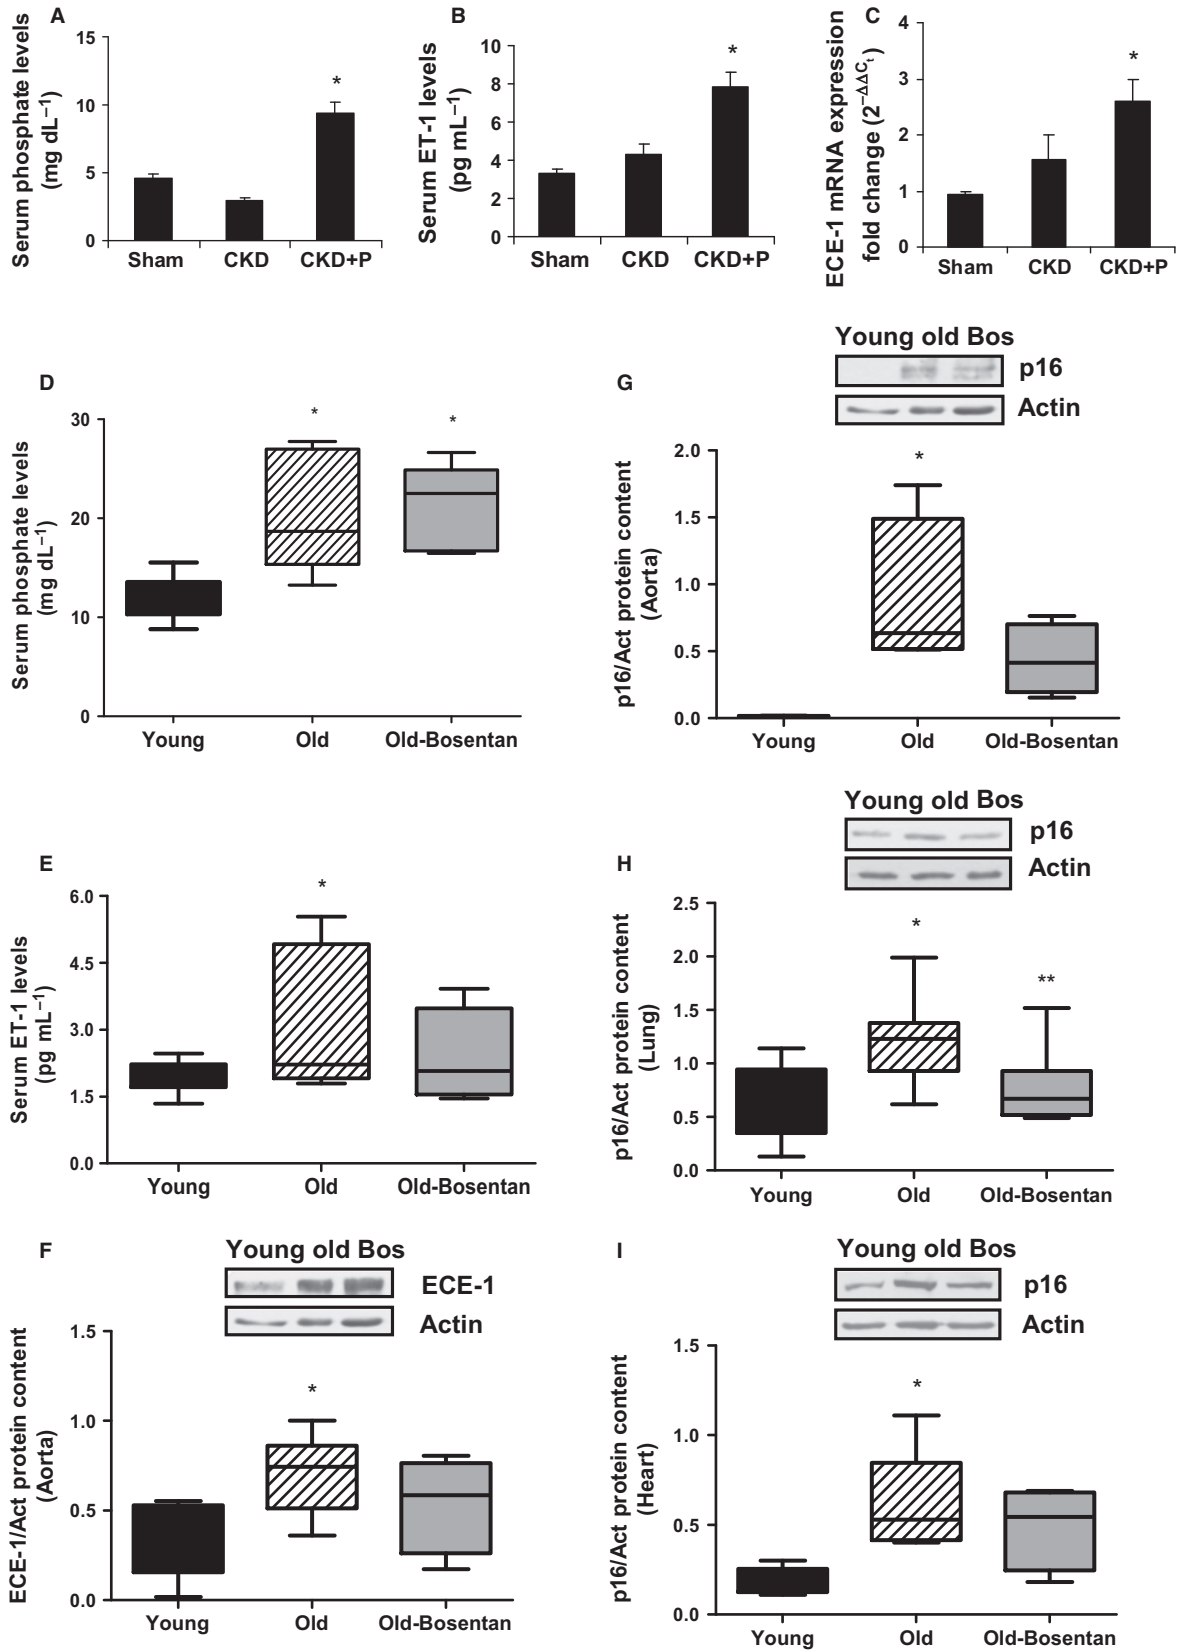 A
Serum phosphate levels
(mg dL–1)
15
10
5
0
*
Sham CKD CKD+P
B
Serum ET-1 levels
(pg mL–1)
10
8
6
4
2
0
*
Sham CKD CKD+P
C
ECE-1 mRNA expression
fold change (2–ΔΔCt)
4
3
2
1
0
*
Sham CKD CKD+P
D
Serum phosphate levels
(mg dL–1)
30
20
10
0
* *
Young Old Old-Bosentan
G
Young old Bos
p16
Actin
p16/Act protein content
(Aorta)
2.0
1.5
1.0
0.5
0.0
*
Young Old Old-Bosentan
E
Serum ET-1 levels
(pg mL–1)
6.0
4.5
3.0
1.5
0.0
*
Young Old Old-Bosentan
H
Young old Bos
p16
Actin
p16/Act protein content
(Lung)
2.5
2.0
1.5
1.0
0.5
0.0
* **
Young Old Old-Bosentan
F
Young old Bos
ECE-1
Actin
ECE-1/Act protein content
(Aorta)
1.5
1.0
0.5
0.0
*
Young Old Old-Bosentan
I
Young old Bos
p16
Actin
p16/Act protein content
(Heart)
1.5
1.0
0.5
0.0
*
Young Old Old-Bosentan